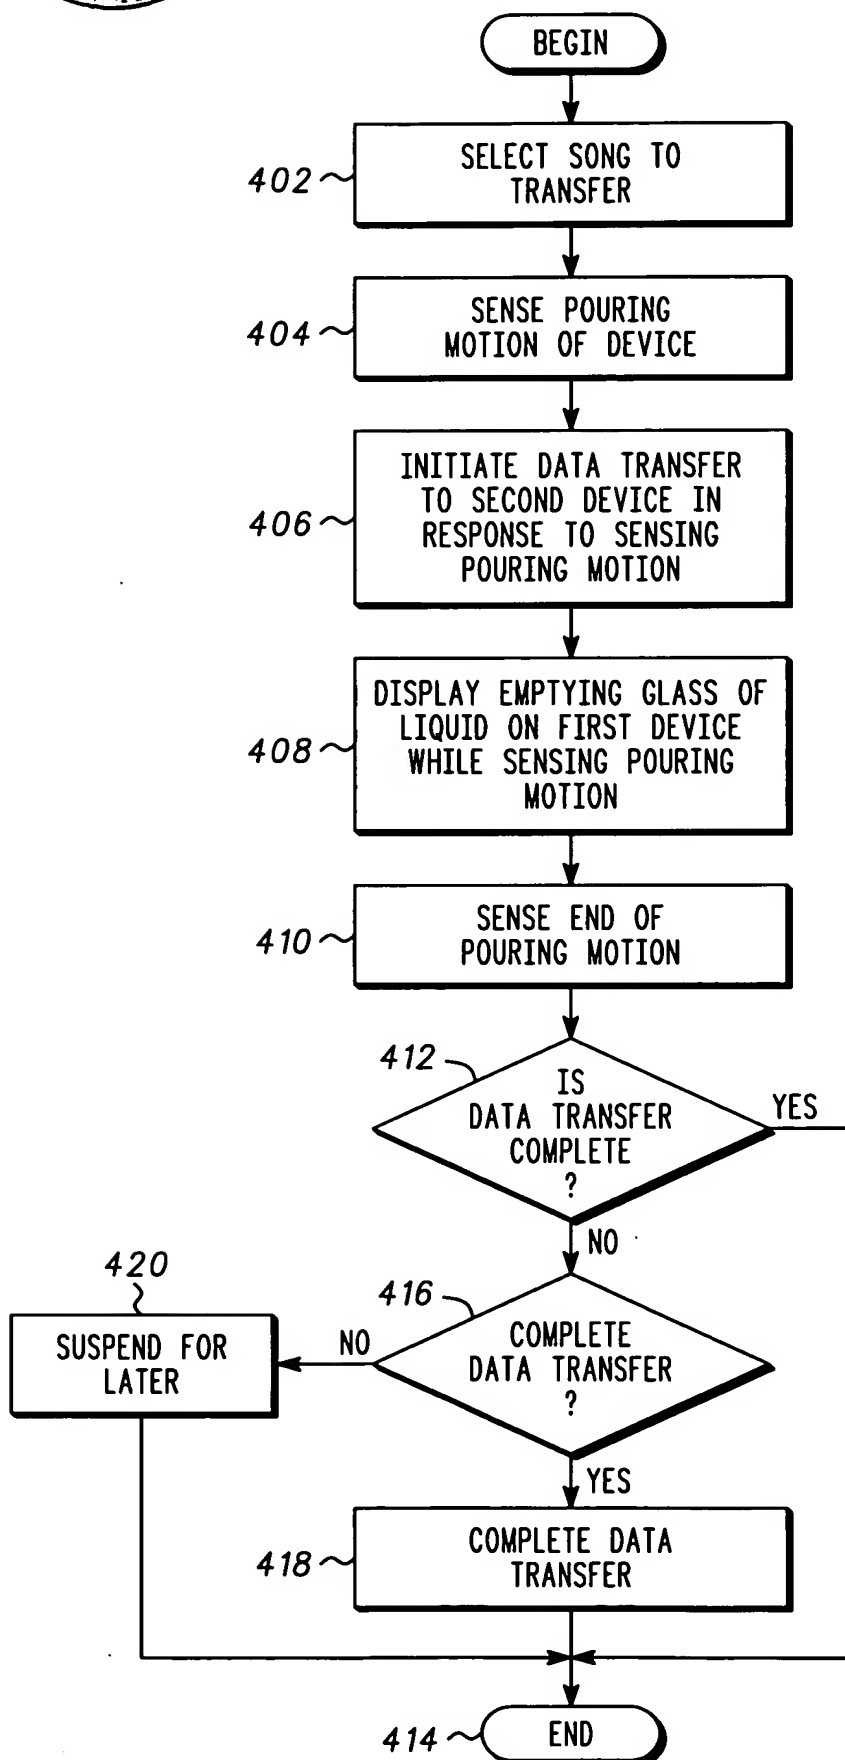 BEGIN
402
SELECT SONG TO
TRANSFER
404
SENSE POURING
MOTION OF DEVICE
406
INITIATE DATA TRANSFER
TO SECOND DEVICE IN
RESPONSE TO SENSING
POURING MOTION
408
DISPLAY EMPTYING GLASS OF
LIQUID ON FIRST DEVICE
WHILE SENSING POURING
MOTION
410
SENSE END OF
POURING MOTION
412
IS
DATA TRANSFER
COMPLETE
?
YES
NO
416
COMPLETE
DATA TRANSFER
?
NO
420
SUSPEND FOR
LATER
YES
418
COMPLETE DATA
TRANSFER
414
END